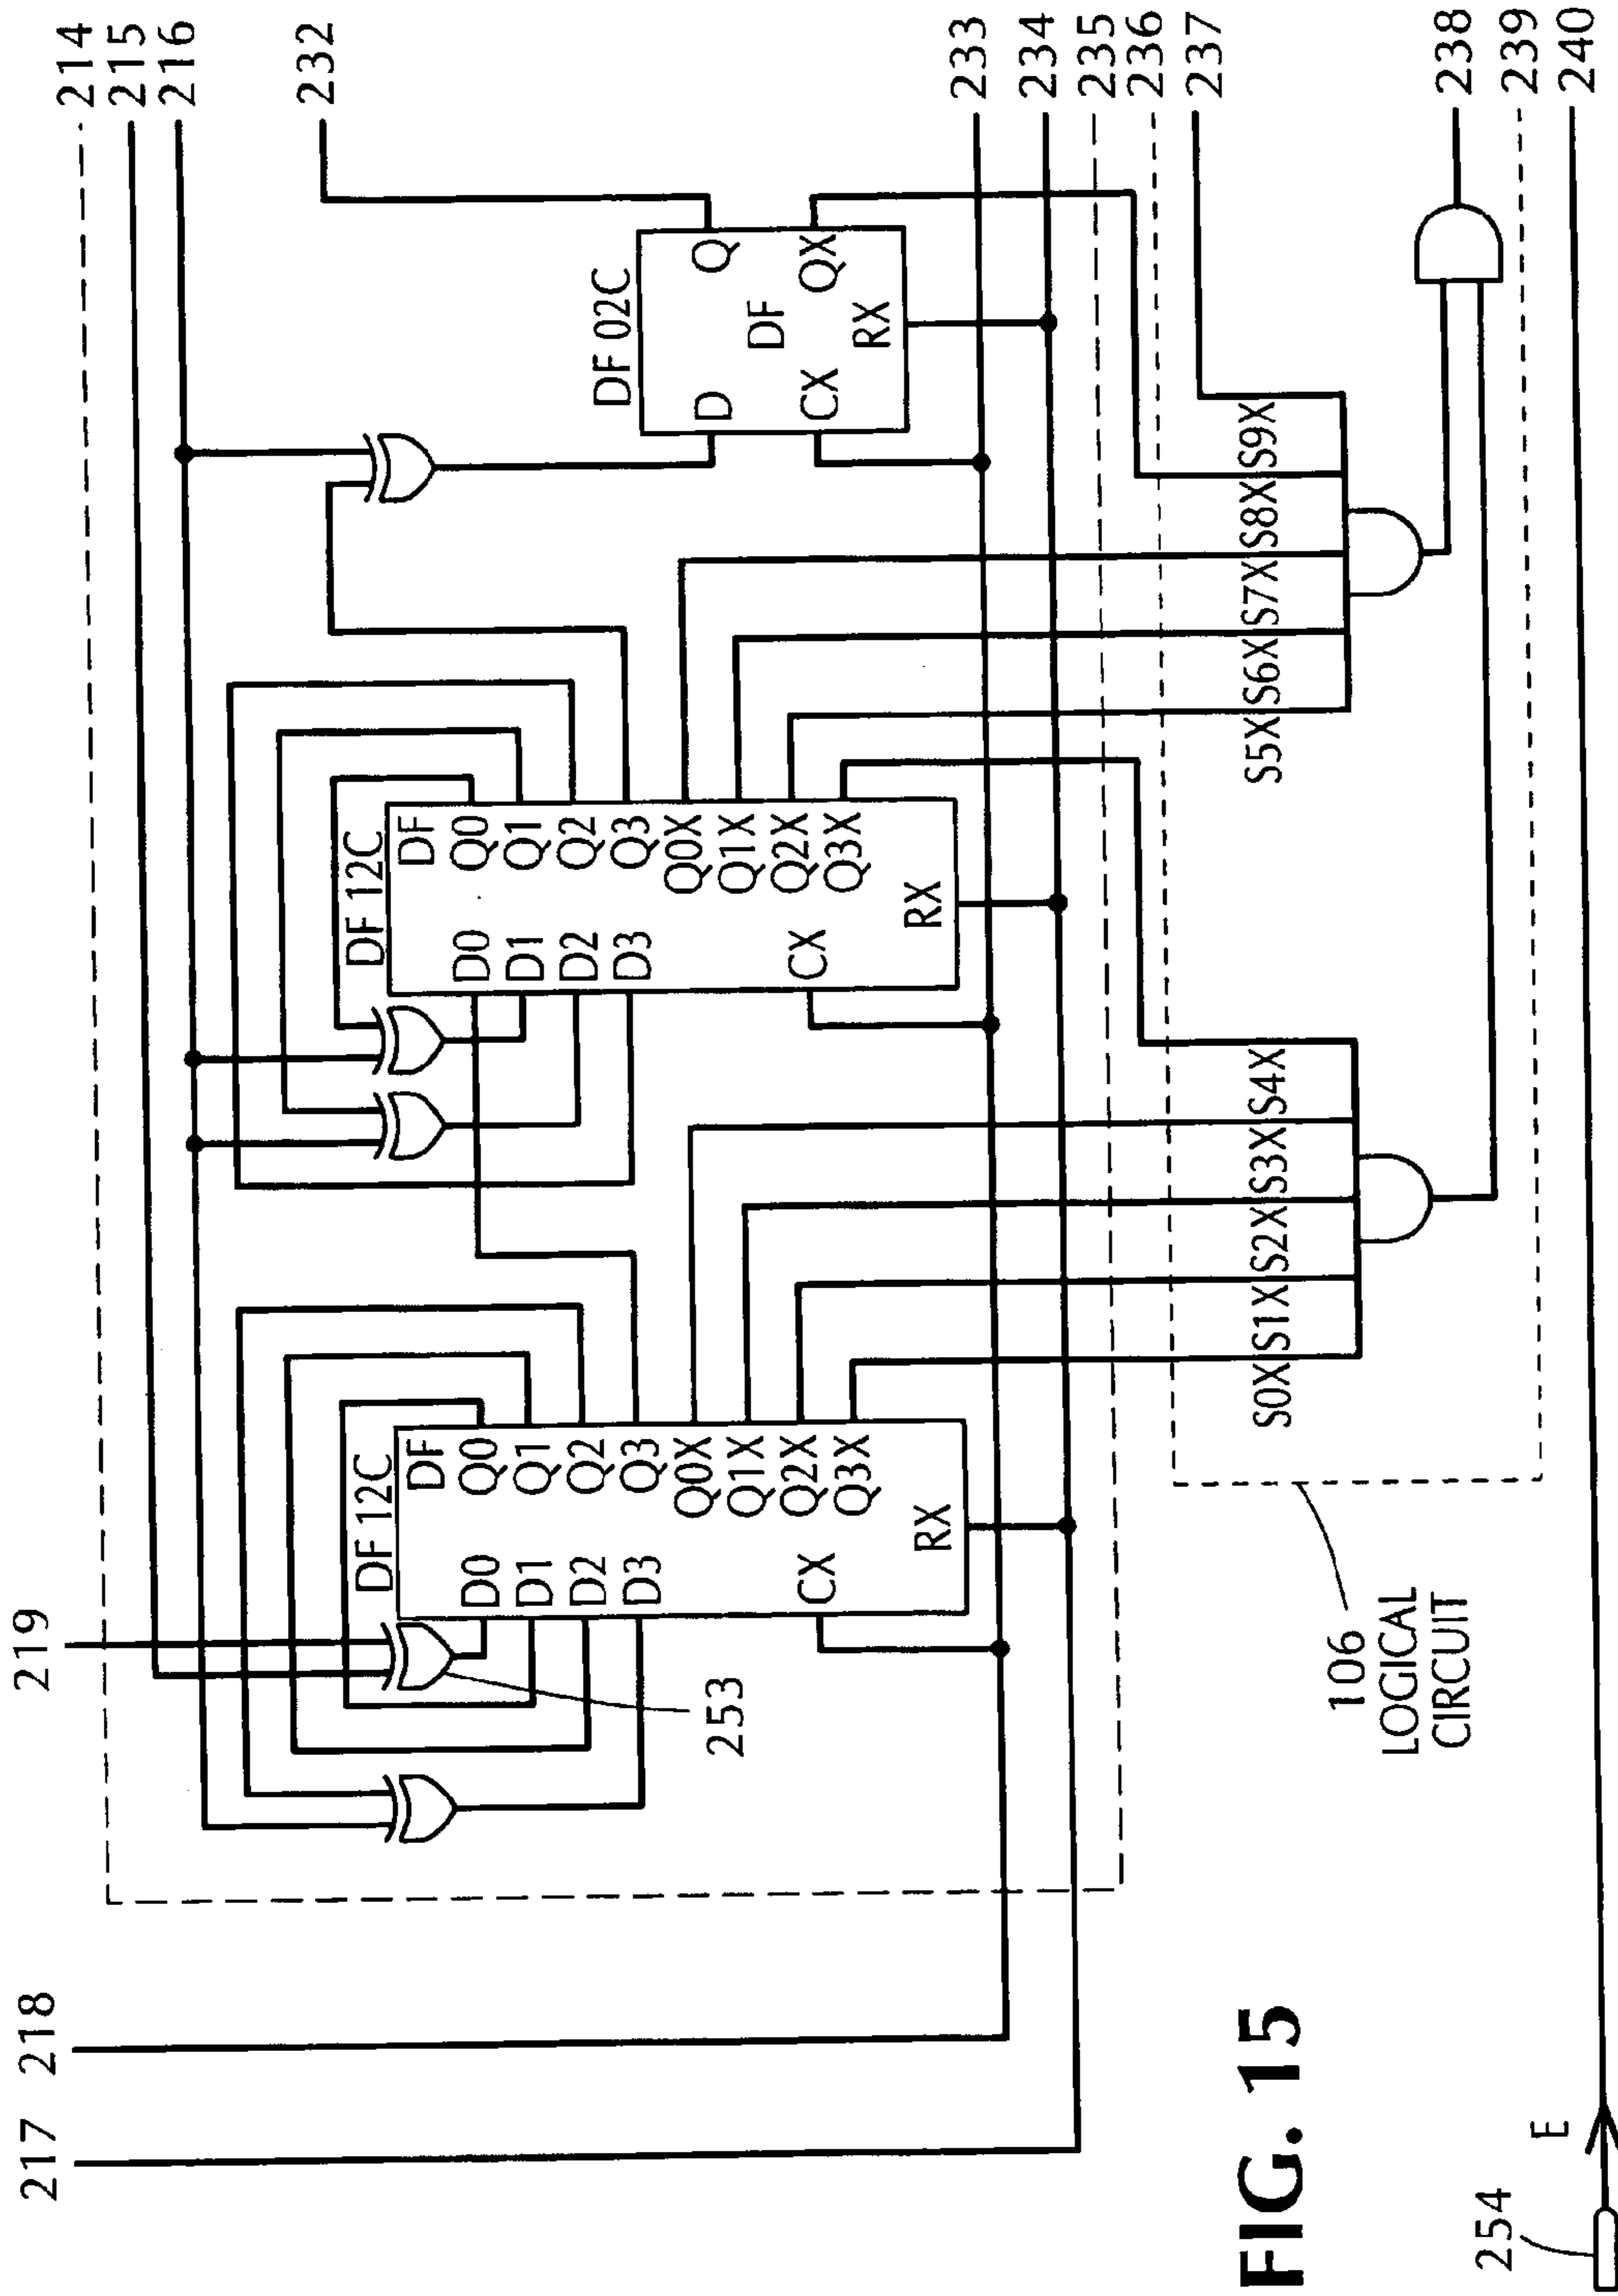 219
214
215
216
232
DF 12C
DF
D0
Q0
D1
Q1
D2
Q2
D3
Q3
Q0X
Q1X
Q2X
Q3X
CX
RX
253
DF 12C
DF
D0
Q0
D1
Q1
D2
Q2
D3
Q3
Q0X
Q1X
Q2X
Q3X
CX
RX
DF 02C
D
Q
DF
CX
QX
RX
217
218
233
234
235
236
237
S0X
S1X
S2X
S3X
S4X
S5X
S6X
S7X
S8X
S9X
238
239
240
106
LOGICAL
CIRCUIT
FIG. 15
254
E